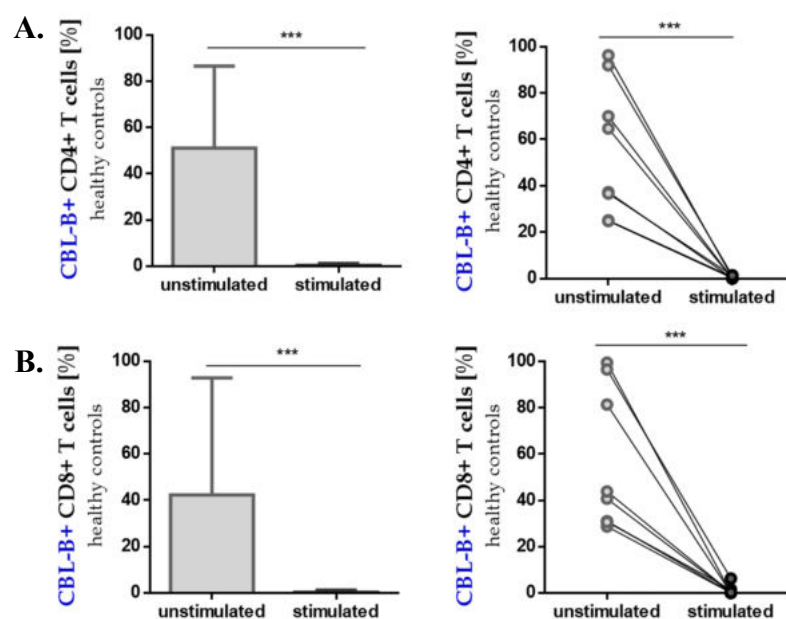 A.
CBL-B+ CD4+ T cells [%]
healthy controls
100
80
60
40
20
0
***
unstimulated
stimulated
CBL-B+ CD4+ T cells [%]
healthy controls
100
80
60
40
20
0
***
unstimulated
stimulated
B.
CBL-B+ CD8+ T cells [%]
healthy controls
100
80
60
40
20
0
***
unstimulated
stimulated
CBL-B+ CD8+ T cells [%]
healthy controls
100
80
60
40
20
0
***
unstimulated
stimulated